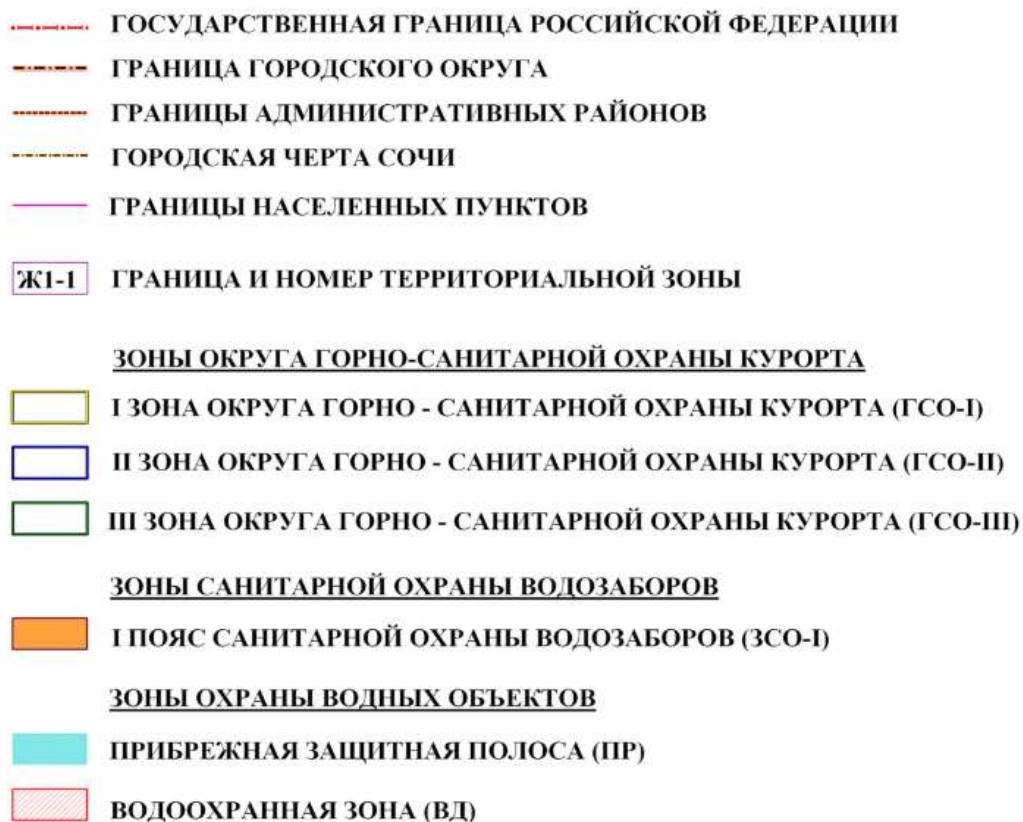 ГОСУДАРСТВЕННАЯ ГРАНИЦА РОССИЙСКОЙ ФЕДЕРАЦИИ
ГРАНИЦА ГОРОДСКОГО ОКРУГА
ГРАНИЦЫ АДМИНИСТРАТИВНЫХ РАЙОНОВ
ГОРОДСКАЯ ЧЕРТА СОЧИ
ГРАНИЦЫ НАСЕЛЕННЫХ ПУНКТОВ
Ж1-1 ГРАНИЦА И НОМЕР ТЕРРИТОРИАЛЬНОЙ ЗОНЫ
ЗОНЫ ОКРУГА ГОРНО-САНИТАРНОЙ ОХРАНЫ КУРОРТА
I ЗОНА ОКРУГА ГОРНО - САНИТАРНОЙ ОХРАНЫ КУРОРТА (ГСО-I)
II ЗОНА ОКРУГА ГОРНО - САНИТАРНОЙ ОХРАНЫ КУРОРТА (ГСО-II)
III ЗОНА ОКРУГА ГОРНО - САНИТАРНОЙ ОХРАНЫ КУРОРТА (ГСО-III)
ЗОНЫ САНИТАРНОЙ ОХРАНЫ ВОДОЗАБОРОВ
I ПОЯС САНИТАРНОЙ ОХРАНЫ ВОДОЗАБОРОВ (ЗСО-I)
ЗОНЫ ОХРАНЫ ВОДНЫХ ОБЪЕКТОВ
ПРИБРЕЖНАЯ ЗАЩИТНАЯ ПОЛОСА (ПР)
ВОДООХРАННАЯ ЗОНА (ВД)